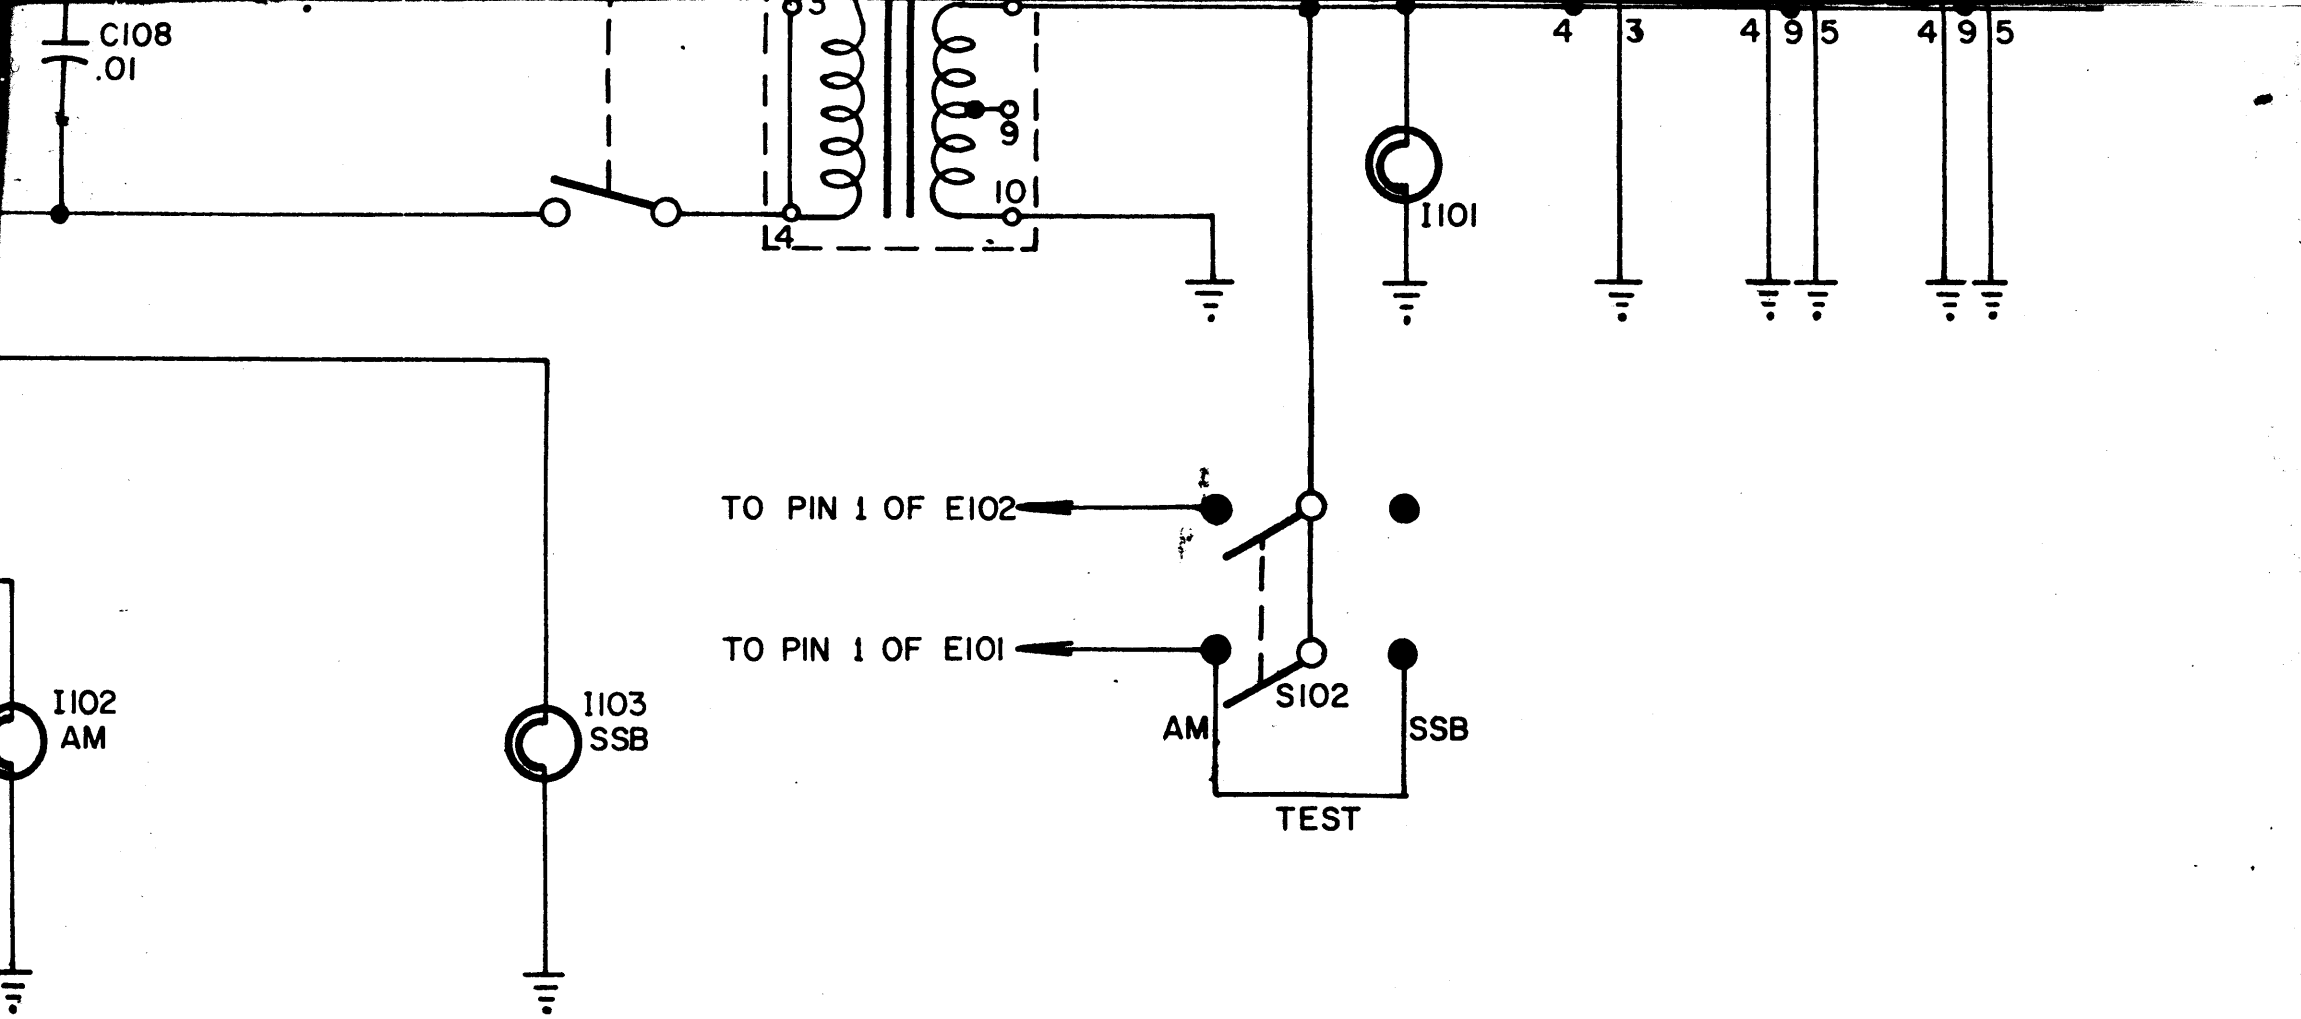 3
C108
.01
4 3 4 9 5 4 9 5
9
10
4
I101
TO PIN 1 OF E102
TO PIN 1 OF E101
S102
I102
AM
I103
SSB
AM
SSB
TEST